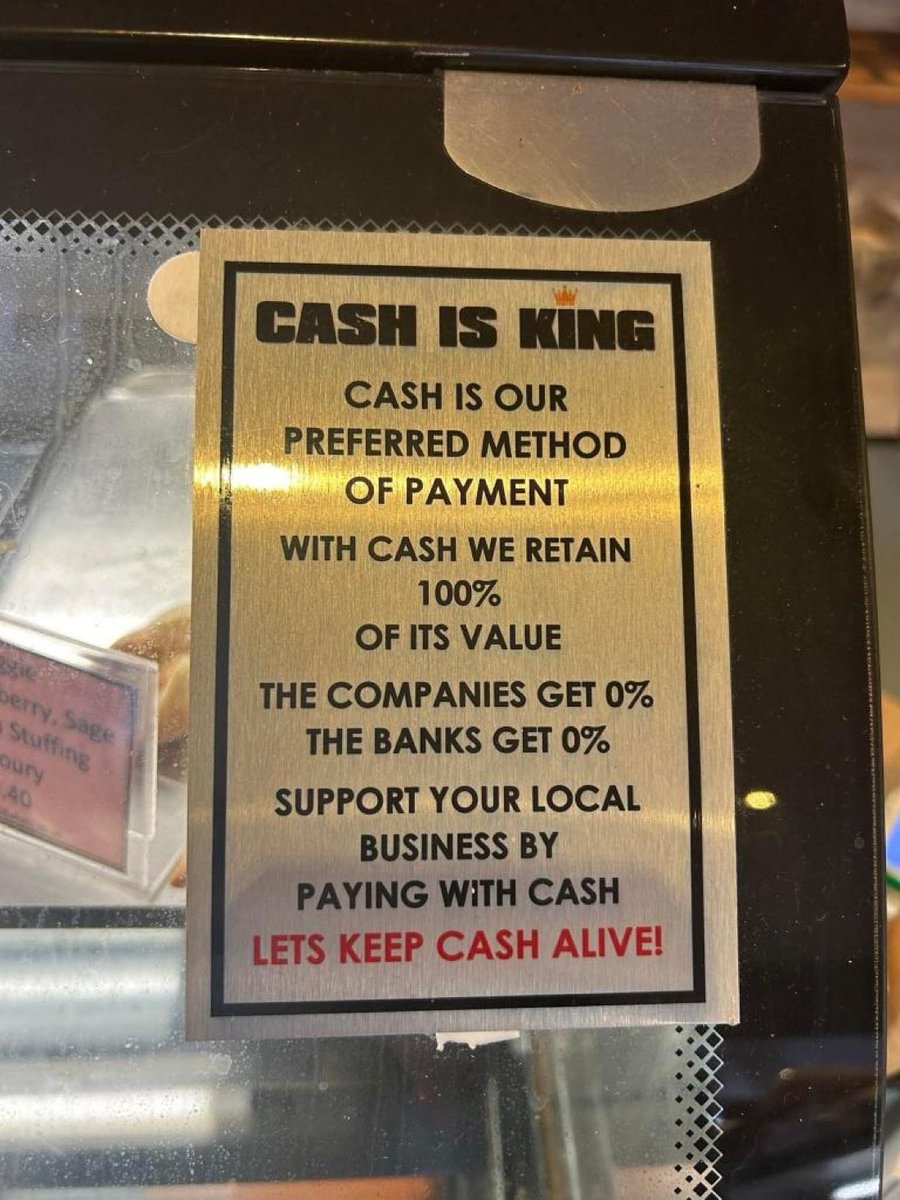 CASH IS KING
CASH IS OUR
PREFERRED METHOD
OF PAYMENT
WITH CASH WE RETAIN
100%
OF ITS VALUE
THE COMPANIES GET 0%
THE BANKS GET 0%
SUPPORT YOUR LOCAL
BUSINESS BY
PAYING WITH CASH
LETS KEEP CASH ALIVE!
Sage
Stuffing
.40